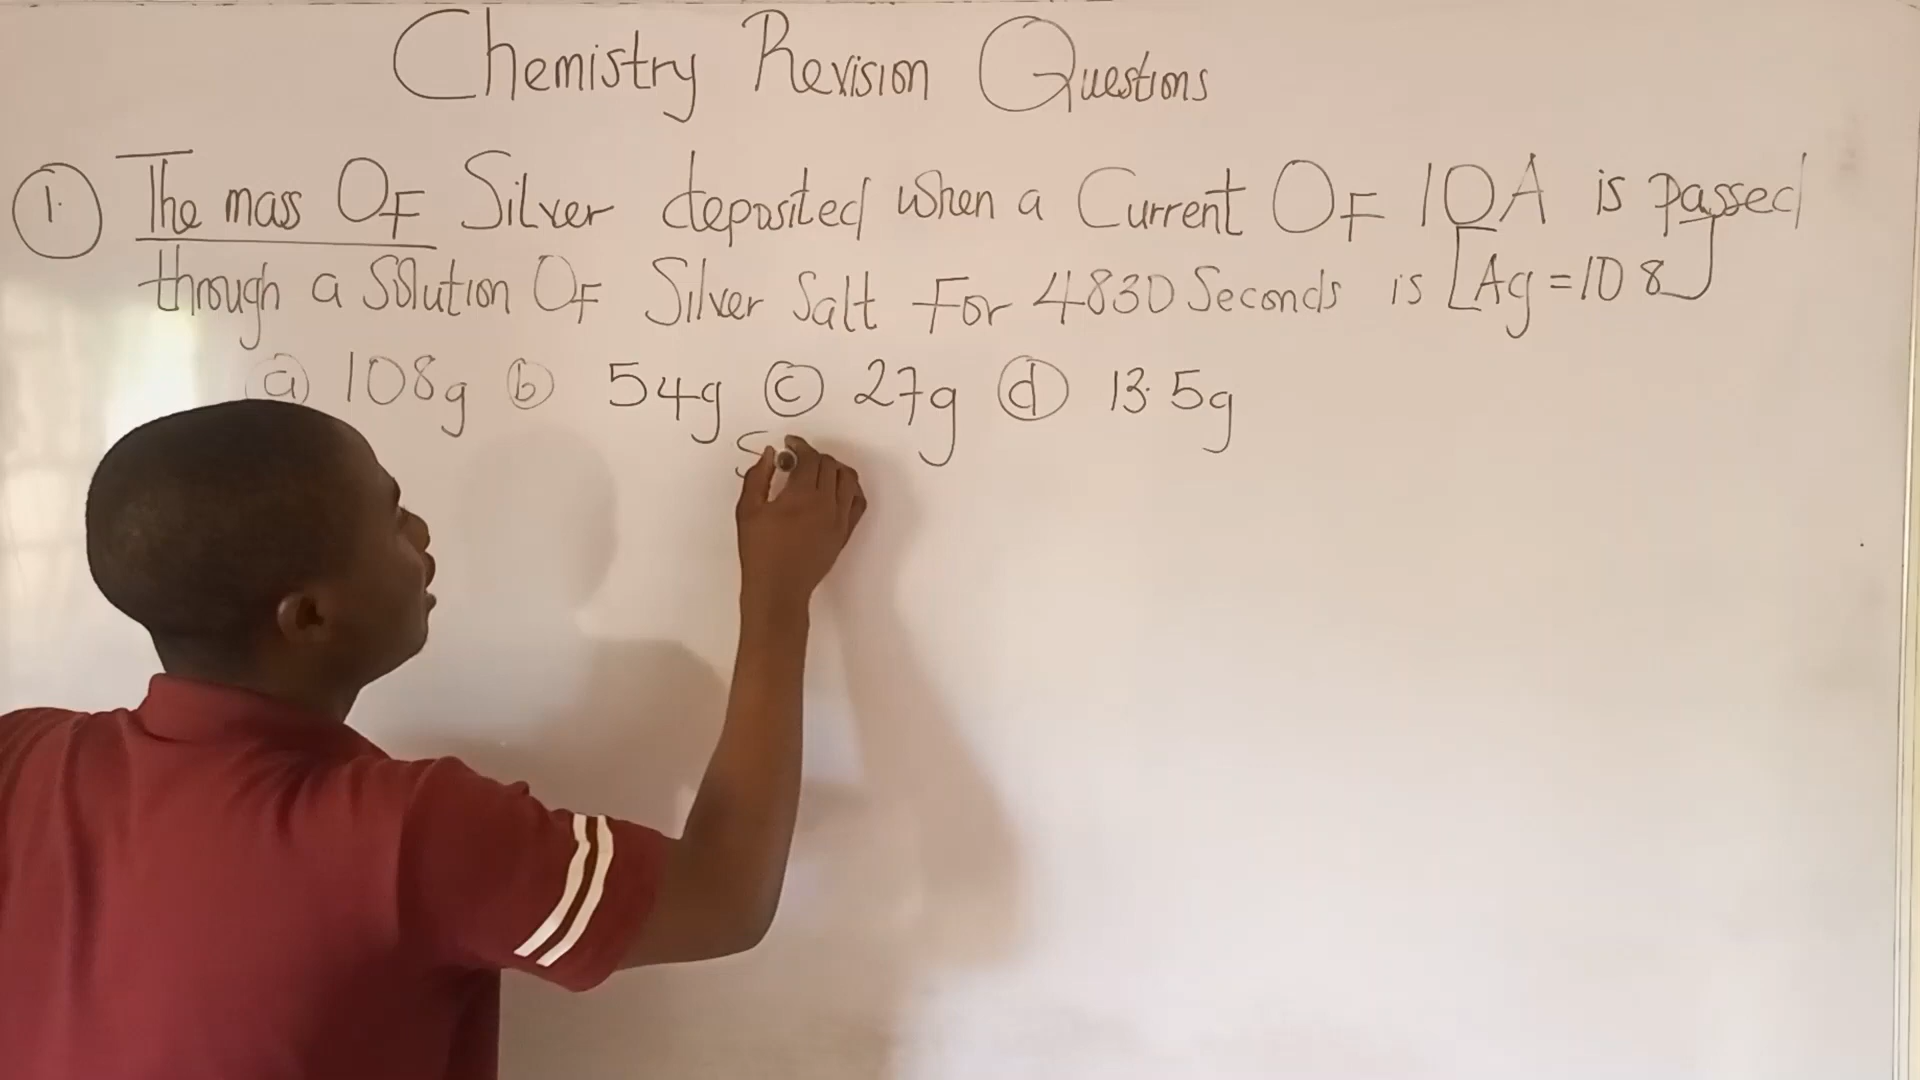 Chemistry Revision Questions
1. The mass OF Silver deposited when a Current OF 10A is passed
through a Solution OF Silver Salt For 4830 Seconds is [Ag=108]
a 108g b 54g c 27g d 13.5g
S